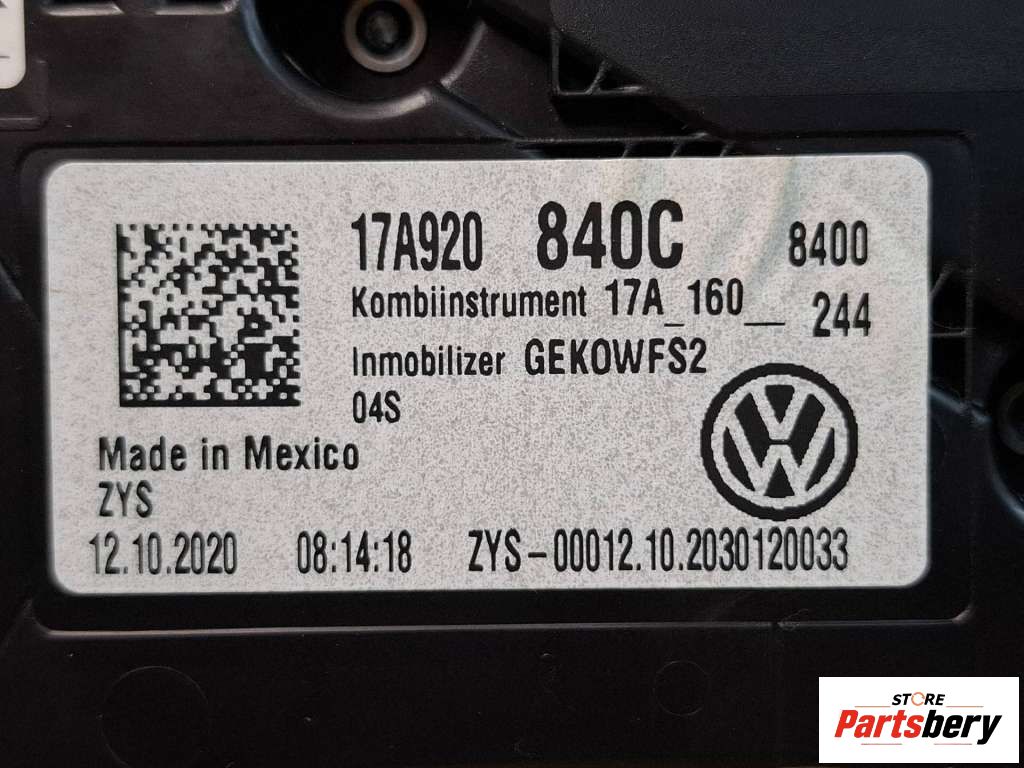 17A920 840C 8400
Kombiinstrument 17A_160__ 244
Inmobilizer GEKOWFS2
04S
Made in Mexico
ZYS
12.10.2020 08:14:18 ZYS-00012.10.2030120033
STORE
Partsbery